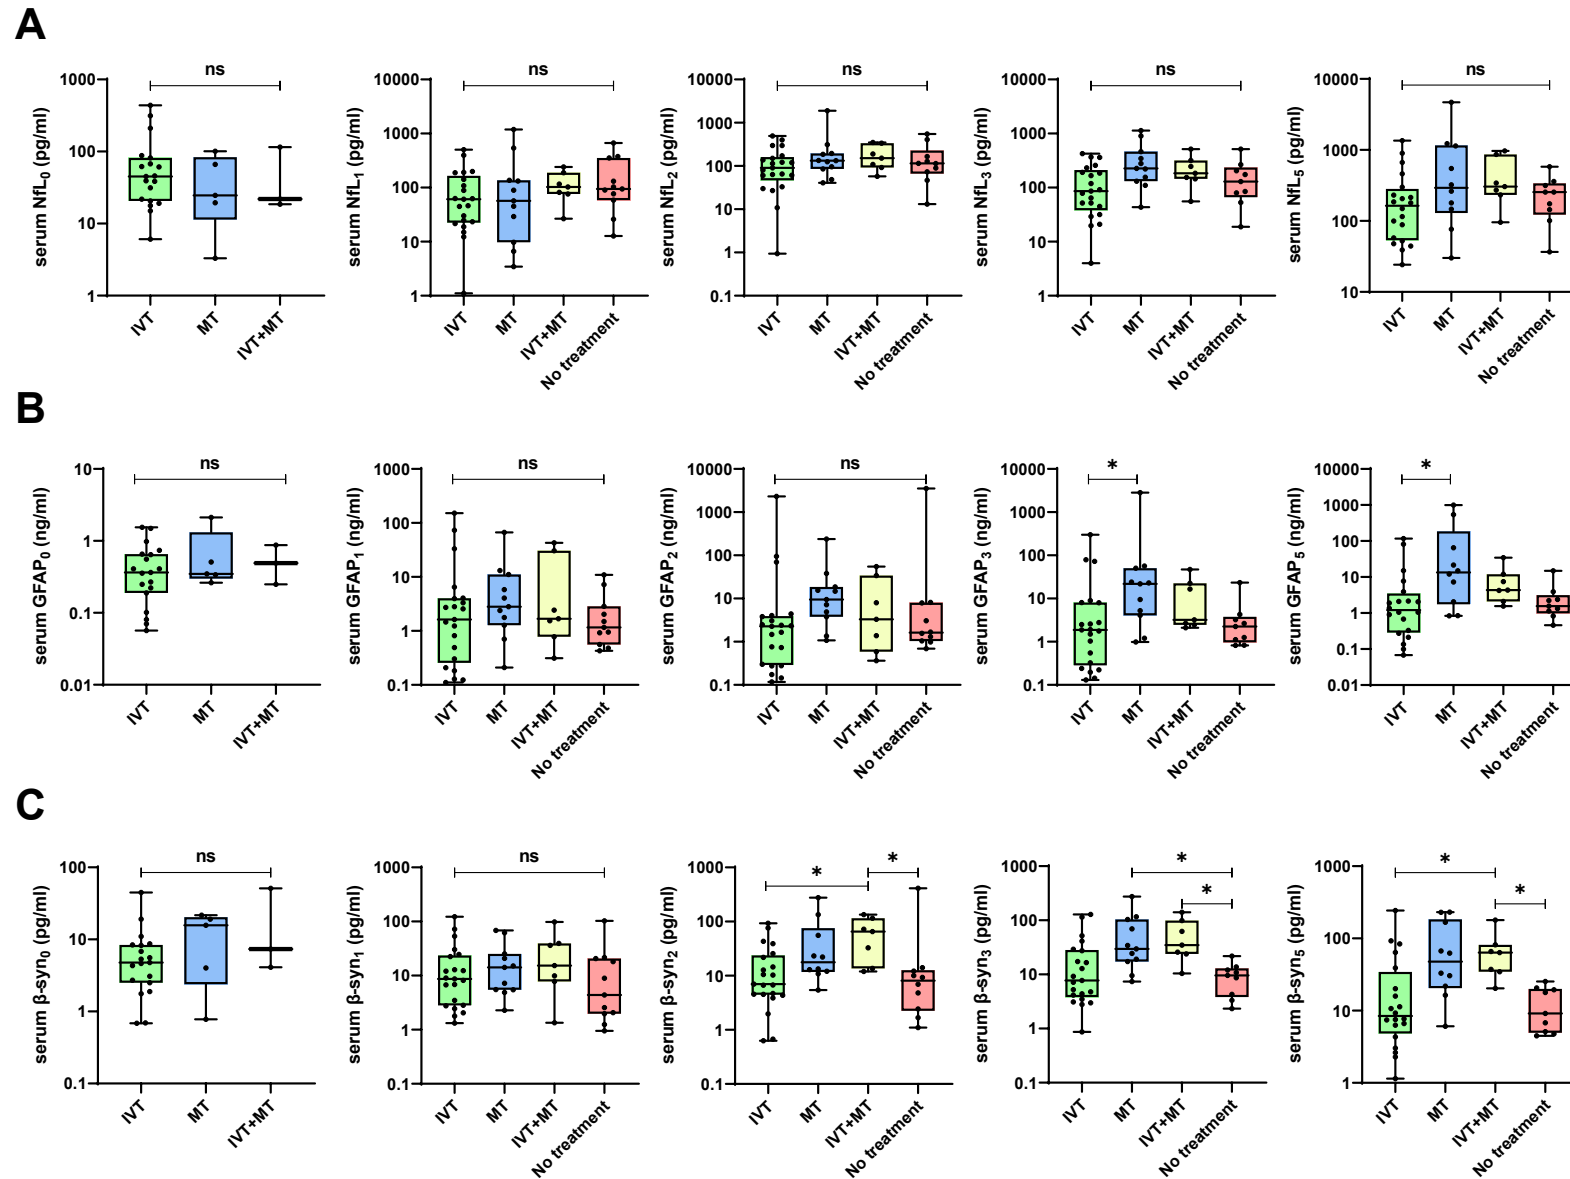 A
serum NfL0 (pg/ml)
1000
100
10
1
ns
IVT
MT
IVT+MT
serum NfL1 (pg/ml)
10000
1000
100
10
1
ns
IVT
MT
IVT+MT
No treatment
serum NfL2 (pg/ml)
10000
1000
100
10
1
0.1
ns
IVT
MT
IVT+MT
No treatment
serum NfL3 (pg/ml)
10000
1000
100
10
1
ns
IVT
MT
IVT+MT
No treatment
serum NfL5 (pg/ml)
10000
1000
100
10
ns
IVT
MT
IVT+MT
No treatment
B
serum GFAP0 (ng/ml)
10
1
0.1
0.01
ns
IVT
MT
IVT+MT
serum GFAP1 (ng/ml)
1000
100
10
1
0.1
ns
IVT
MT
IVT+MT
No treatment
serum GFAP2 (ng/ml)
10000
1000
100
10
1
0.1
ns
IVT
MT
IVT+MT
No treatment
serum GFAP3 (ng/ml)
10000
1000
100
10
1
0.1
*
IVT
MT
IVT+MT
No treatment
serum GFAP5 (ng/ml)
10000
1000
100
10
1
0.1
0.01
*
IVT
MT
IVT+MT
No treatment
C
serum β-syn0 (pg/ml)
100
10
1
0.1
ns
IVT
MT
IVT+MT
serum β-syn1 (pg/ml)
1000
100
10
1
0.1
ns
IVT
MT
IVT+MT
No treatment
serum β-syn2 (pg/ml)
1000
100
10
1
0.1
*
*
IVT
MT
IVT+MT
No treatment
serum β-syn3 (pg/ml)
1000
100
10
1
0.1
*
*
IVT
MT
IVT+MT
No treatment
serum β-syn5 (pg/ml)
1000
100
10
1
*
*
IVT
MT
IVT+MT
No treatment